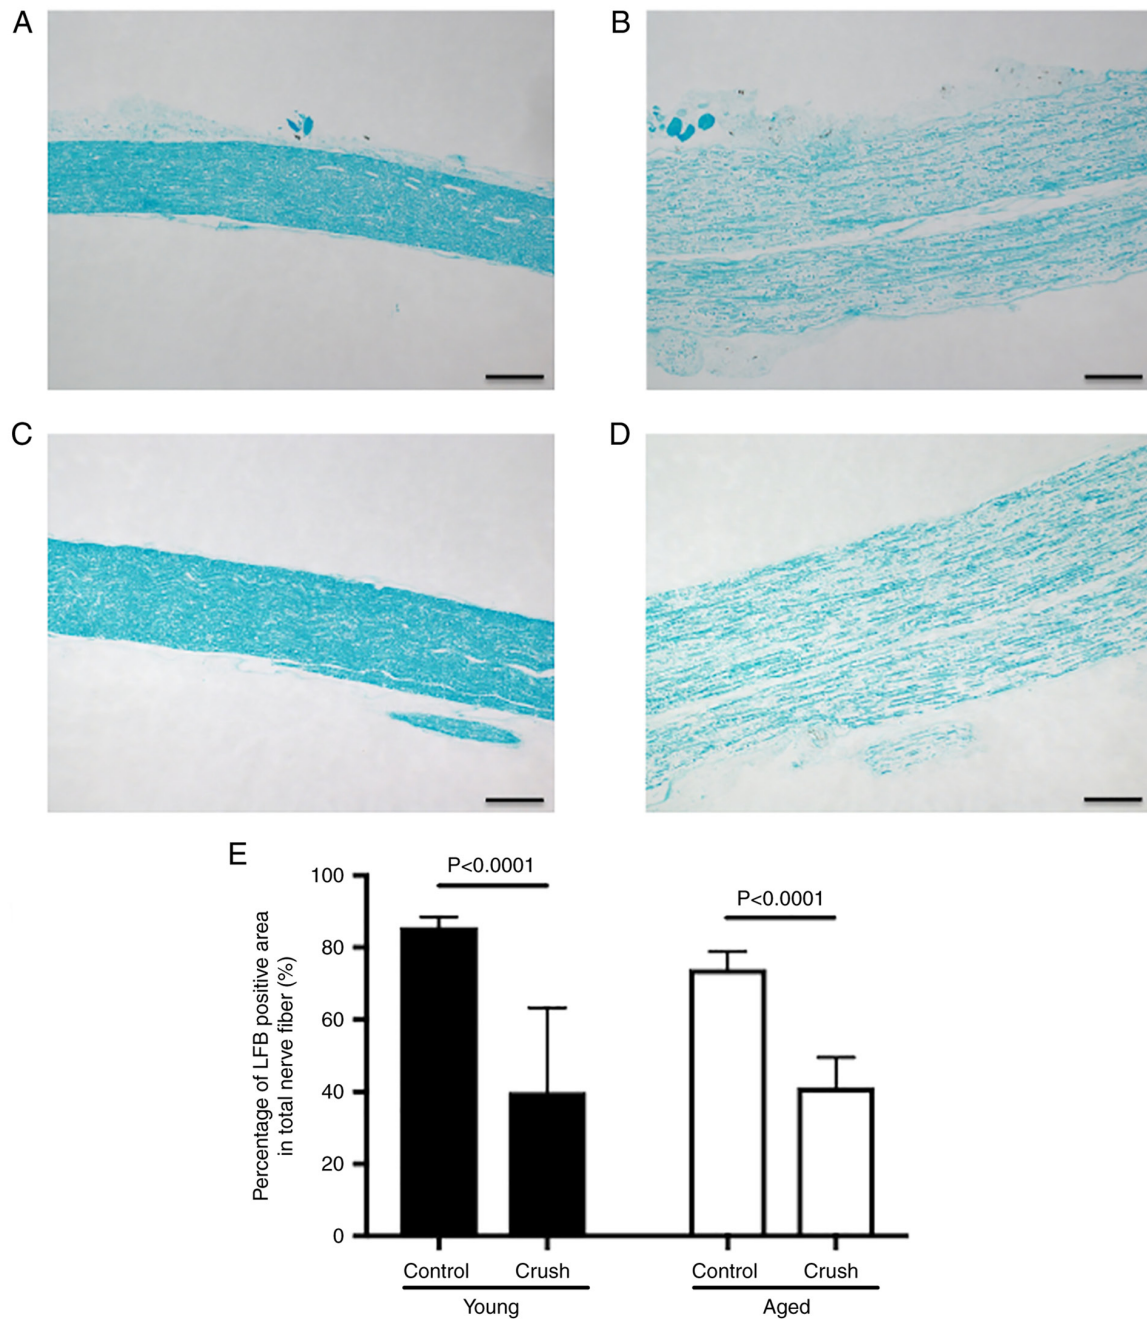 A
B
C
D
E
P<0.0001
P<0.0001
Percentage of LFB positive area
in total nerve fiber (%)
100
80
60
40
20
0
Control
Crush
Control
Crush
Young
Aged